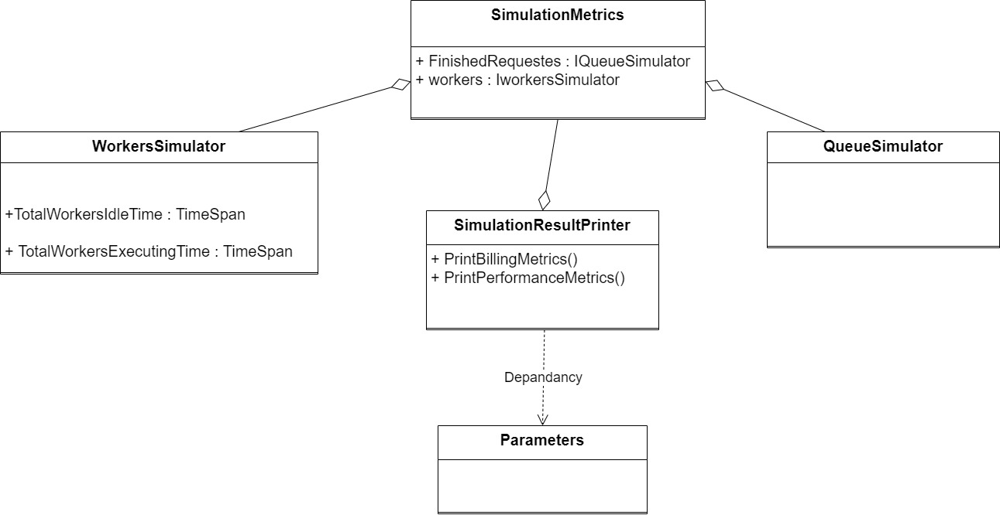 SimulationMetrics
+ FinishedRequestes : IQueueSimulator
+ workers : IworkersSimulator
WorkersSimulator
+TotalWorkersIdleTime : TimeSpan
+ TotalWorkersExecutingTime : TimeSpan
QueueSimulator
SimulationResultPrinter
+ PrintBillingMetrics()
+ PrintPerformanceMetrics()
Depandancy
Parameters